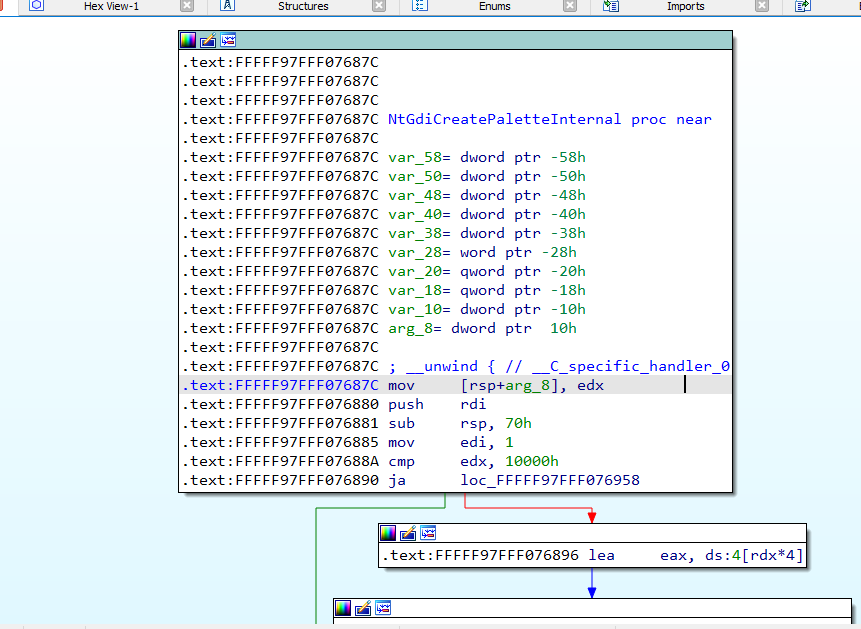 Hex View-1 Structures Enums Imports
.text:FFFFF97FFF07687C
.text:FFFFF97FFF07687C
.text:FFFFF97FFF07687C
.text:FFFFF97FFF07687C NtGdiCreatePaletteInternal proc near
.text:FFFFF97FFF07687C
.text:FFFFF97FFF07687C var_58= dword ptr -58h
.text:FFFFF97FFF07687C var_50= dword ptr -50h
.text:FFFFF97FFF07687C var_48= dword ptr -48h
.text:FFFFF97FFF07687C var_40= dword ptr -40h
.text:FFFFF97FFF07687C var_38= dword ptr -38h
.text:FFFFF97FFF07687C var_28= word ptr -28h
.text:FFFFF97FFF07687C var_20= qword ptr -20h
.text:FFFFF97FFF07687C var_18= qword ptr -18h
.text:FFFFF97FFF07687C var_10= dword ptr -10h
.text:FFFFF97FFF07687C arg_8= dword ptr  10h
.text:FFFFF97FFF07687C
.text:FFFFF97FFF07687C ; __unwind { // __C_specific_handler_0
.text:FFFFF97FFF07687C mov     [rsp+arg_8], edx
.text:FFFFF97FFF076880 push    rdi
.text:FFFFF97FFF076881 sub     rsp, 70h
.text:FFFFF97FFF076885 mov     edi, 1
.text:FFFFF97FFF07688A cmp     edx, 10000h
.text:FFFFF97FFF076890 ja      loc_FFFFF97FFF076958
.text:FFFFF97FFF076896 lea     eax, ds:4[rdx*4]